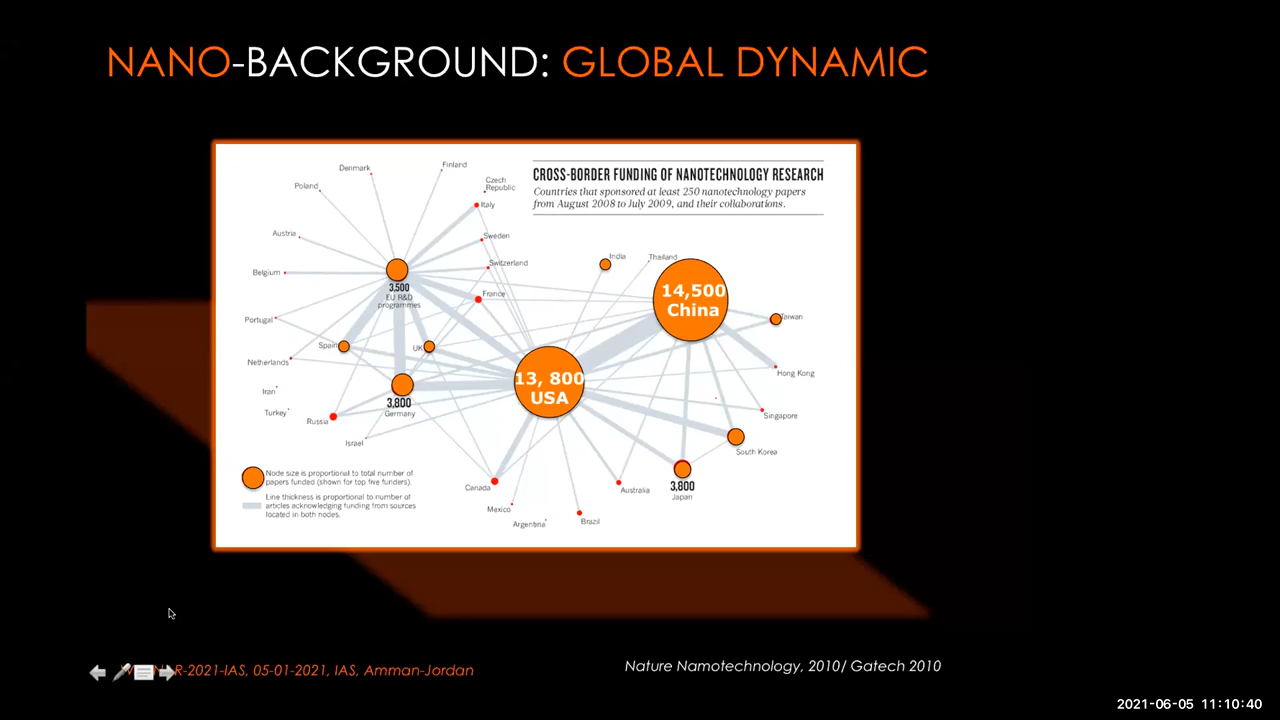 NANO-BACKGROUND: GLOBAL DYNAMIC
CROSS-BORDER FUNDING OF NANOTECHNOLOGY RESEARCH
Countries that sponsored at least 250 nanotechnology papers
from August 2008 to July 2009, and their collaborations.
Denmark
Finland
Poland
Czech
Republic
Italy
Austria
Sweden
Switzerland
India
Thailand
Belgium
3,500
EU R&D
programmes
France
14,500
China
Portugal
Taiwan
Spain
UK
Netherlands
13, 800
USA
Hong Kong
Iran
Turkey
3,800
Germany
Russia
Singapore
Israel
South Korea
Node size is proportional to total number of
papers funded (shown for top five funders).
Line thickness is proportional to number of
articles acknowledging funding from sources
located in both nodes.
Canada
Australia
3,800
Japan
Mexico
Argentina
Brazil
R-2021-IAS, 05-01-2021, IAS, Amman-Jordan
Nature Namotechnology, 2010/ Gatech 2010
2021-06-05 11:10:40